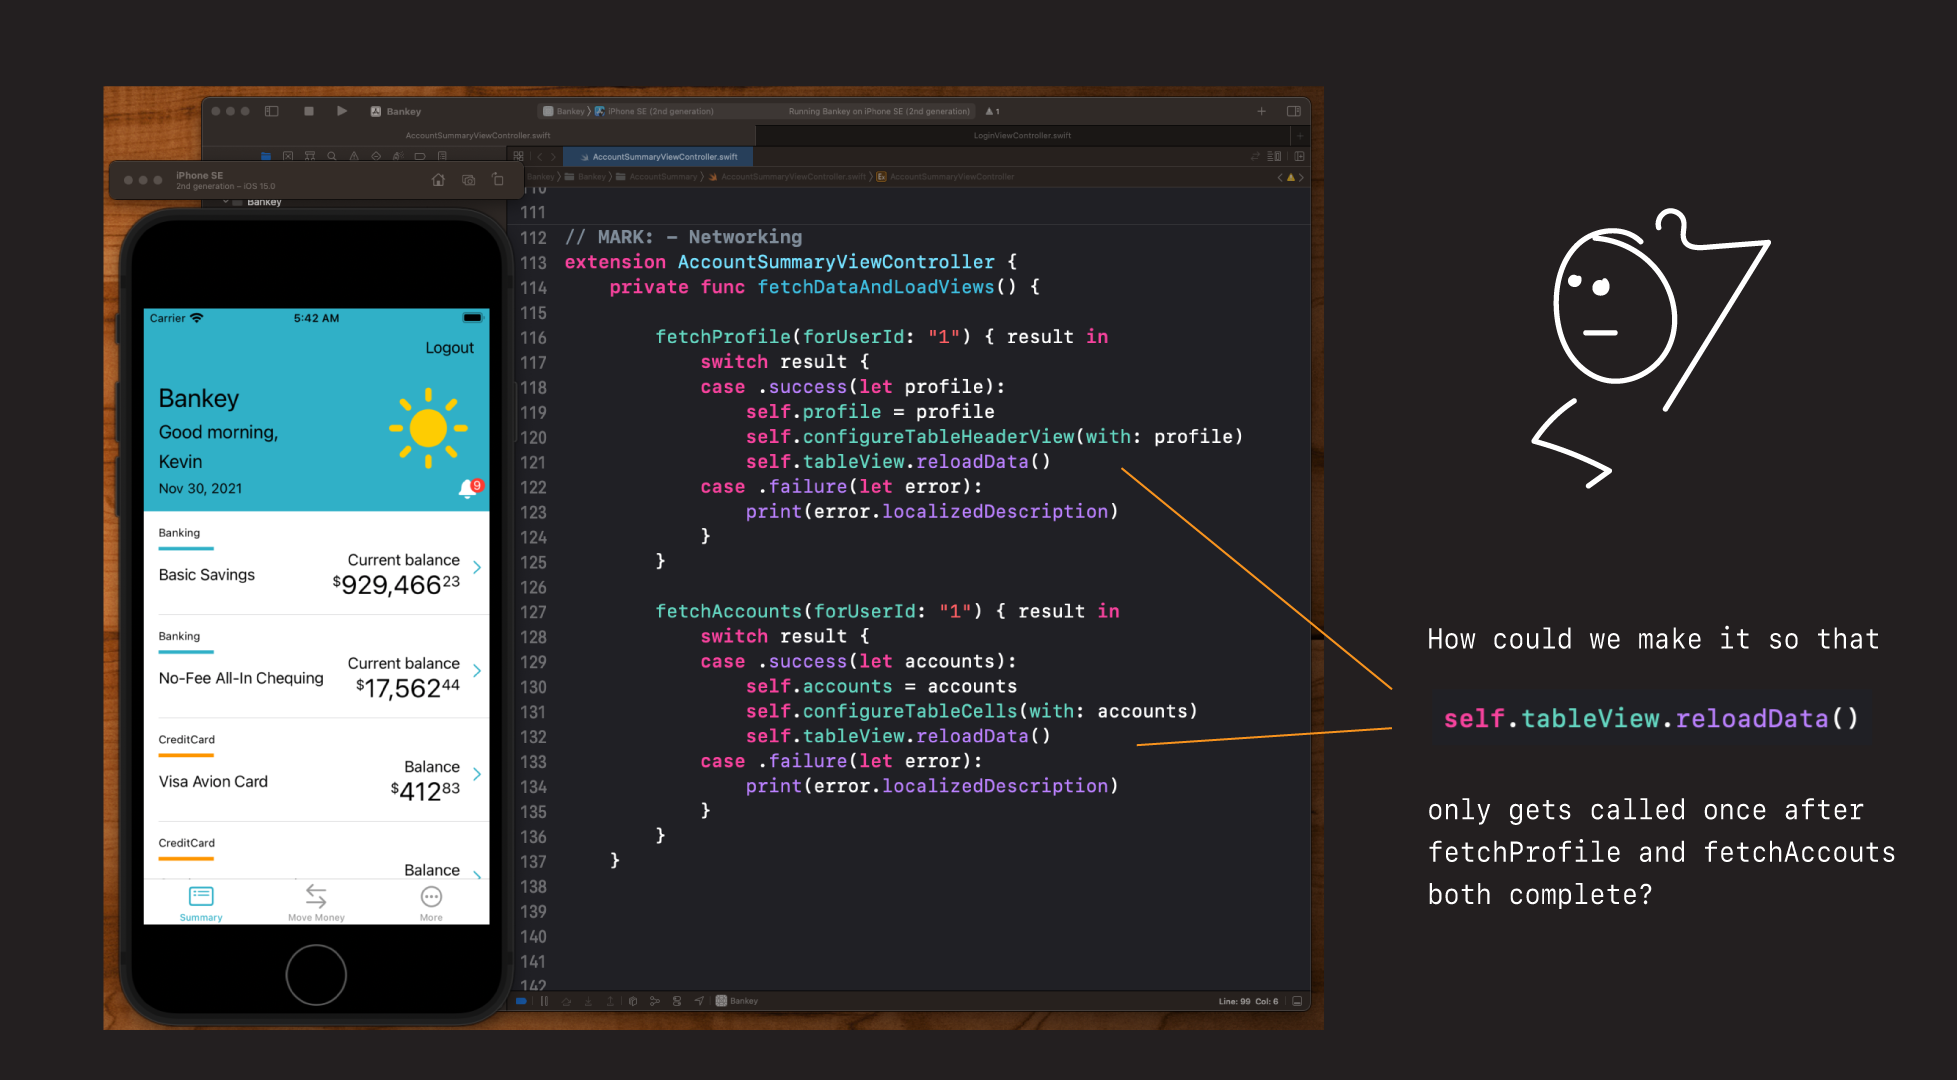 Bankey
Bankey
iPhone SE (2nd generation)
Running Bankey on iPhone SE (2nd generation)
1
AccountSummaryViewController.swift
LoginViewController.swift
AccountSummaryViewController.swift
Bankey
Bankey
AccountSummary
AccountSummaryViewController.swift
Ex
AccountSummaryViewController
iPhone SE
2nd generation – iOS 15.0
Bankey
110
111
112 // MARK: - Networking
113 extension AccountSummaryViewController {
114 private func fetchDataAndLoadViews() {
115
116 fetchProfile(forUserId: "1") { result in
117 switch result {
118 case .success(let profile):
119 self.profile = profile
120 self.configureTableHeaderView(with: profile)
121 self.tableView.reloadData()
122 case .failure(let error):
123 print(error.localizedDescription)
124 }
125 }
126
127 fetchAccounts(forUserId: "1") { result in
128 switch result {
129 case .success(let accounts):
130 self.accounts = accounts
131 self.configureTableCells(with: accounts)
132 self.tableView.reloadData()
133 case .failure(let error):
134 print(error.localizedDescription)
135 }
136 }
137 }
138
139
140
141
142
Bankey
Line: 99 Col: 6
Carrier
5:42 AM
Logout
Bankey
Good morning,
Kevin
Nov 30, 2021
9
Banking
Current balance
Basic Savings
$929,46623
Banking
Current balance
No-Fee All-In Chequing
$17,56244
CreditCard
Balance
Visa Avion Card
$41283
CreditCard
Balance
Summary
Move Money
More
How could we make it so that
self.tableView.reloadData()
only gets called once after
fetchProfile and fetchAccouts
both complete?